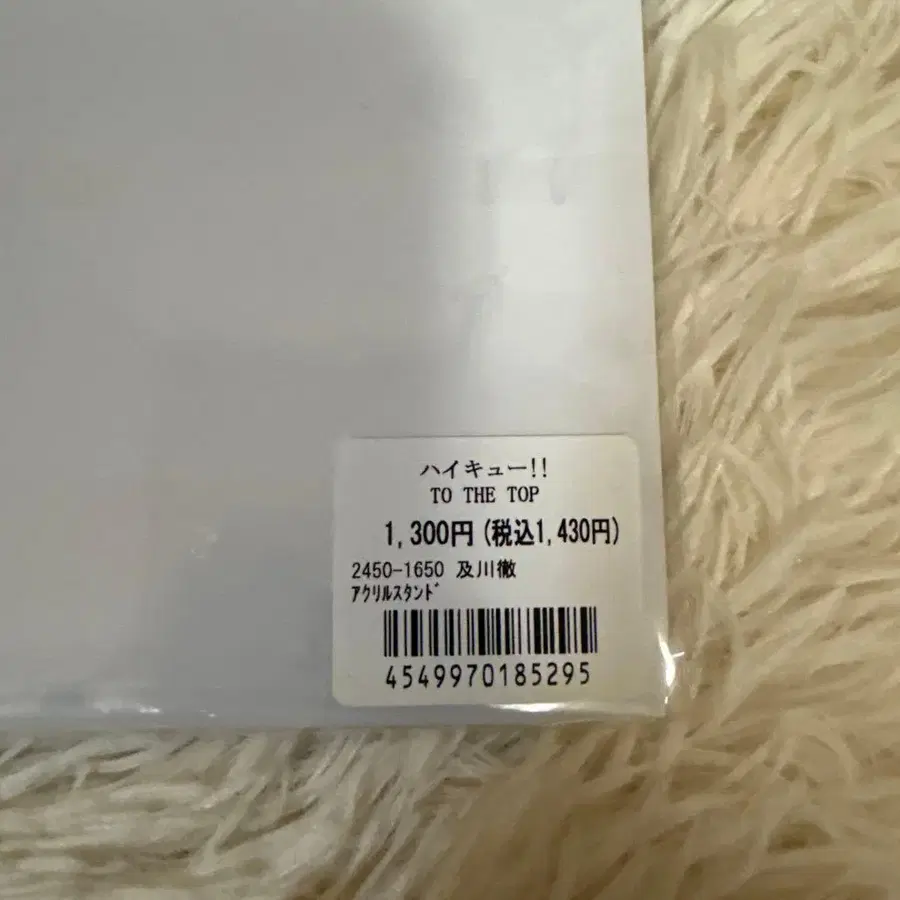 ハイキュー!!
TO THE TOP
1,300円(税込1,430円)
2450-1650 及川徹
ｱｸﾘﾙｽﾀﾝﾄﾞ
4549970185295